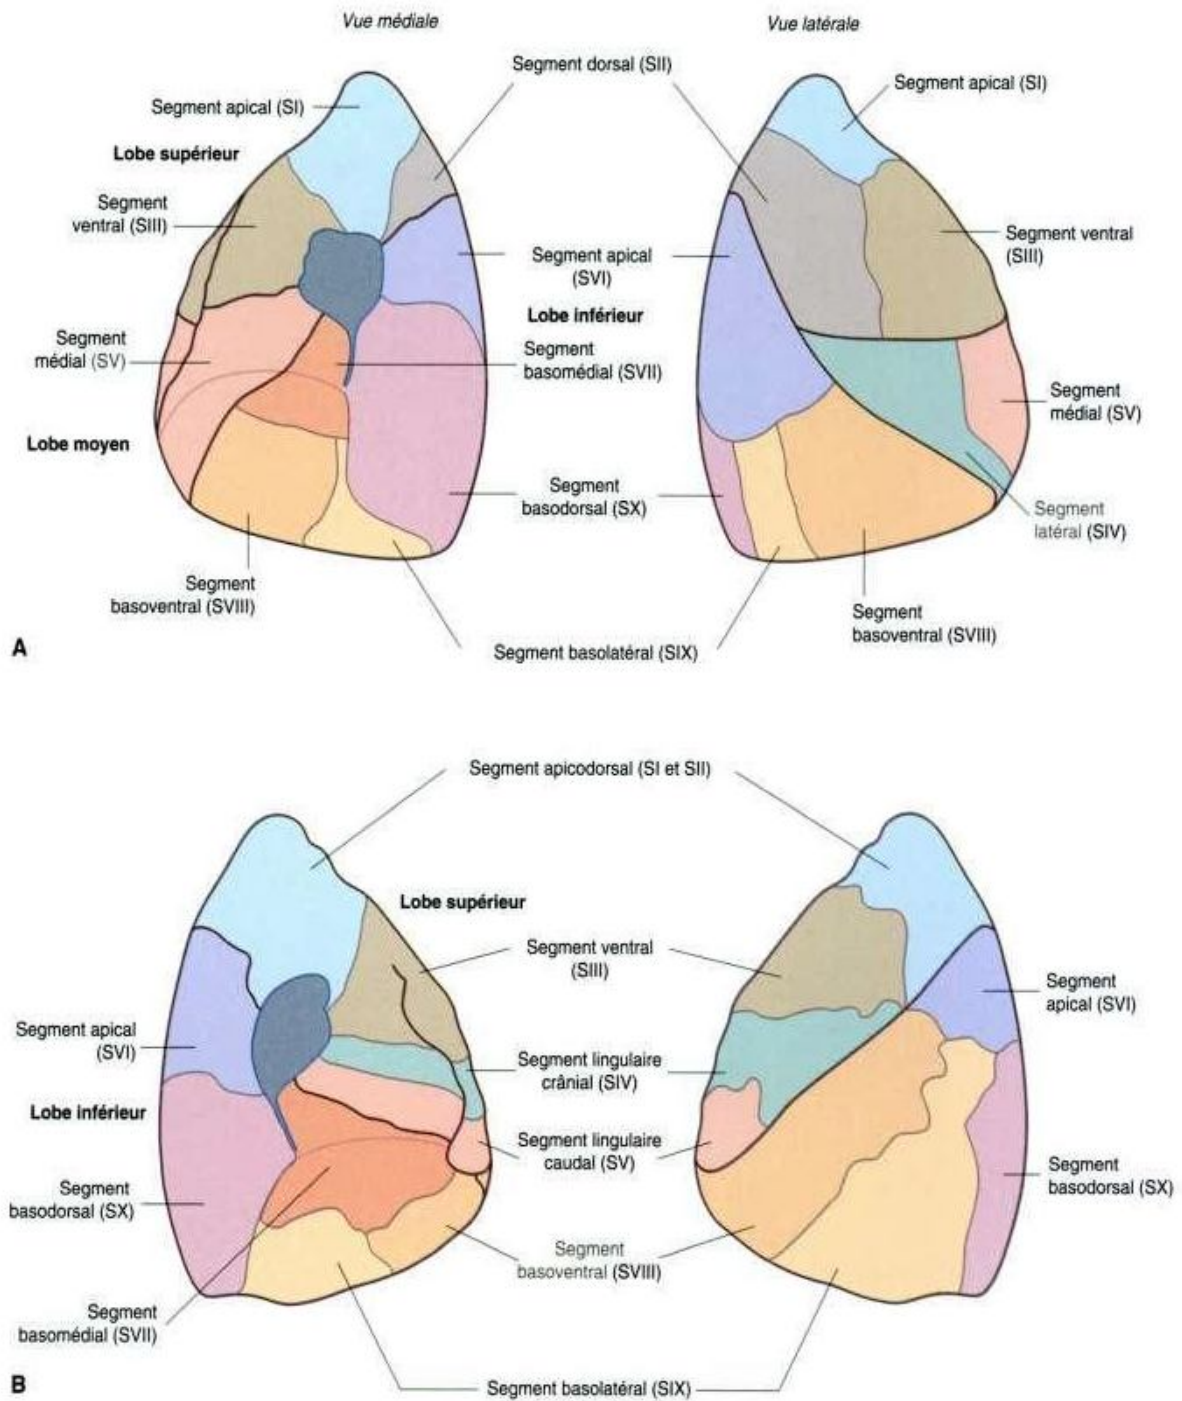 Vue médiale
Vue latérale
Segment dorsal (SII)
Segment apical (SI)
Segment apical (SI)
Lobe supérieur
Segment
ventral (SIII)
Segment ventral
(SIII)
Segment apical
(SVI)
Lobe inférieur
Segment
médial (SV)
Segment
basomédial (SVII)
Segment
médial (SV)
Lobe moyen
Segment
basodorsal (SX)
Segment
latéral (SIV)
Segment
basoventral (SVIII)
Segment
basoventral (SVIII)
Segment basolatéral (SIX)
A
Segment apicodorsal (SI et SII)
Lobe supérieur
Segment ventral
(SIII)
Segment
apical (SVI)
Segment apical
(SVI)
Segment lingulaire
crânial (SIV)
Lobe inférieur
Segment lingulaire
caudal (SV)
Segment
basodorsal (SX)
Segment
basodorsal (SX)
Segment
basoventral (SVIII)
Segment
basomédial (SVII)
Segment basolatéral (SIX)
B